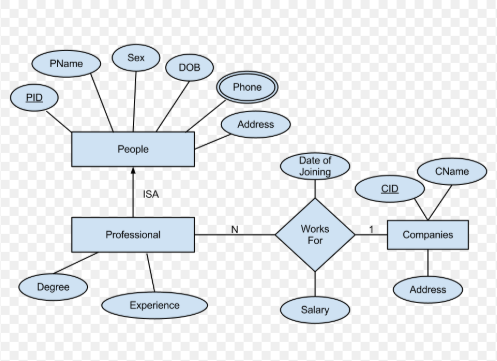 Sex
PName
DOB
Phone
PID
Address
People
Date of
Joining
CName
CID
ISA
Professional
N
Works
For
1
Companies
Degree
Experience
Salary
Address